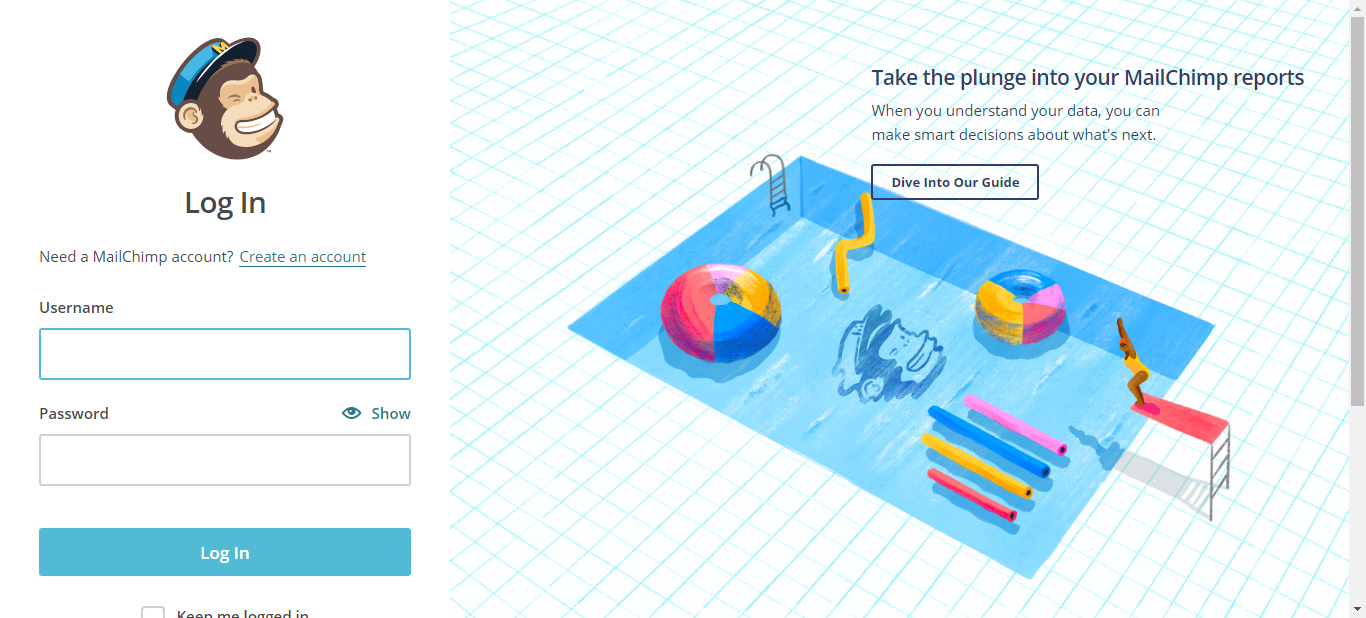 M
Log In
Need a MailChimp account? Create an account
Username
Password Show
Log In
Keep me logged in
Take the plunge into your MailChimp reports
When you understand your data, you can
make smart decisions about what's next.
Dive Into Our Guide